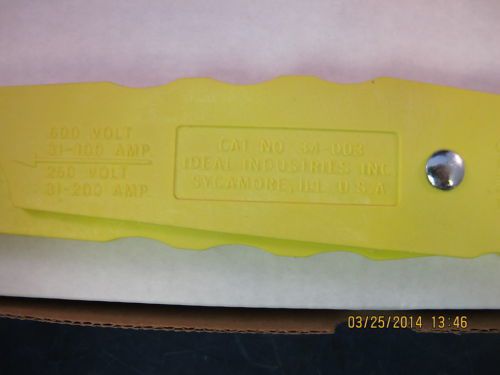 600 VOLT
31-100 AMP
250 VOLT
31-200 AMP
CAT NO 34-003
IDEAL INDUSTRIES INC.
SYCAMORE, ILL U.S.A
03/25/2014 13:46